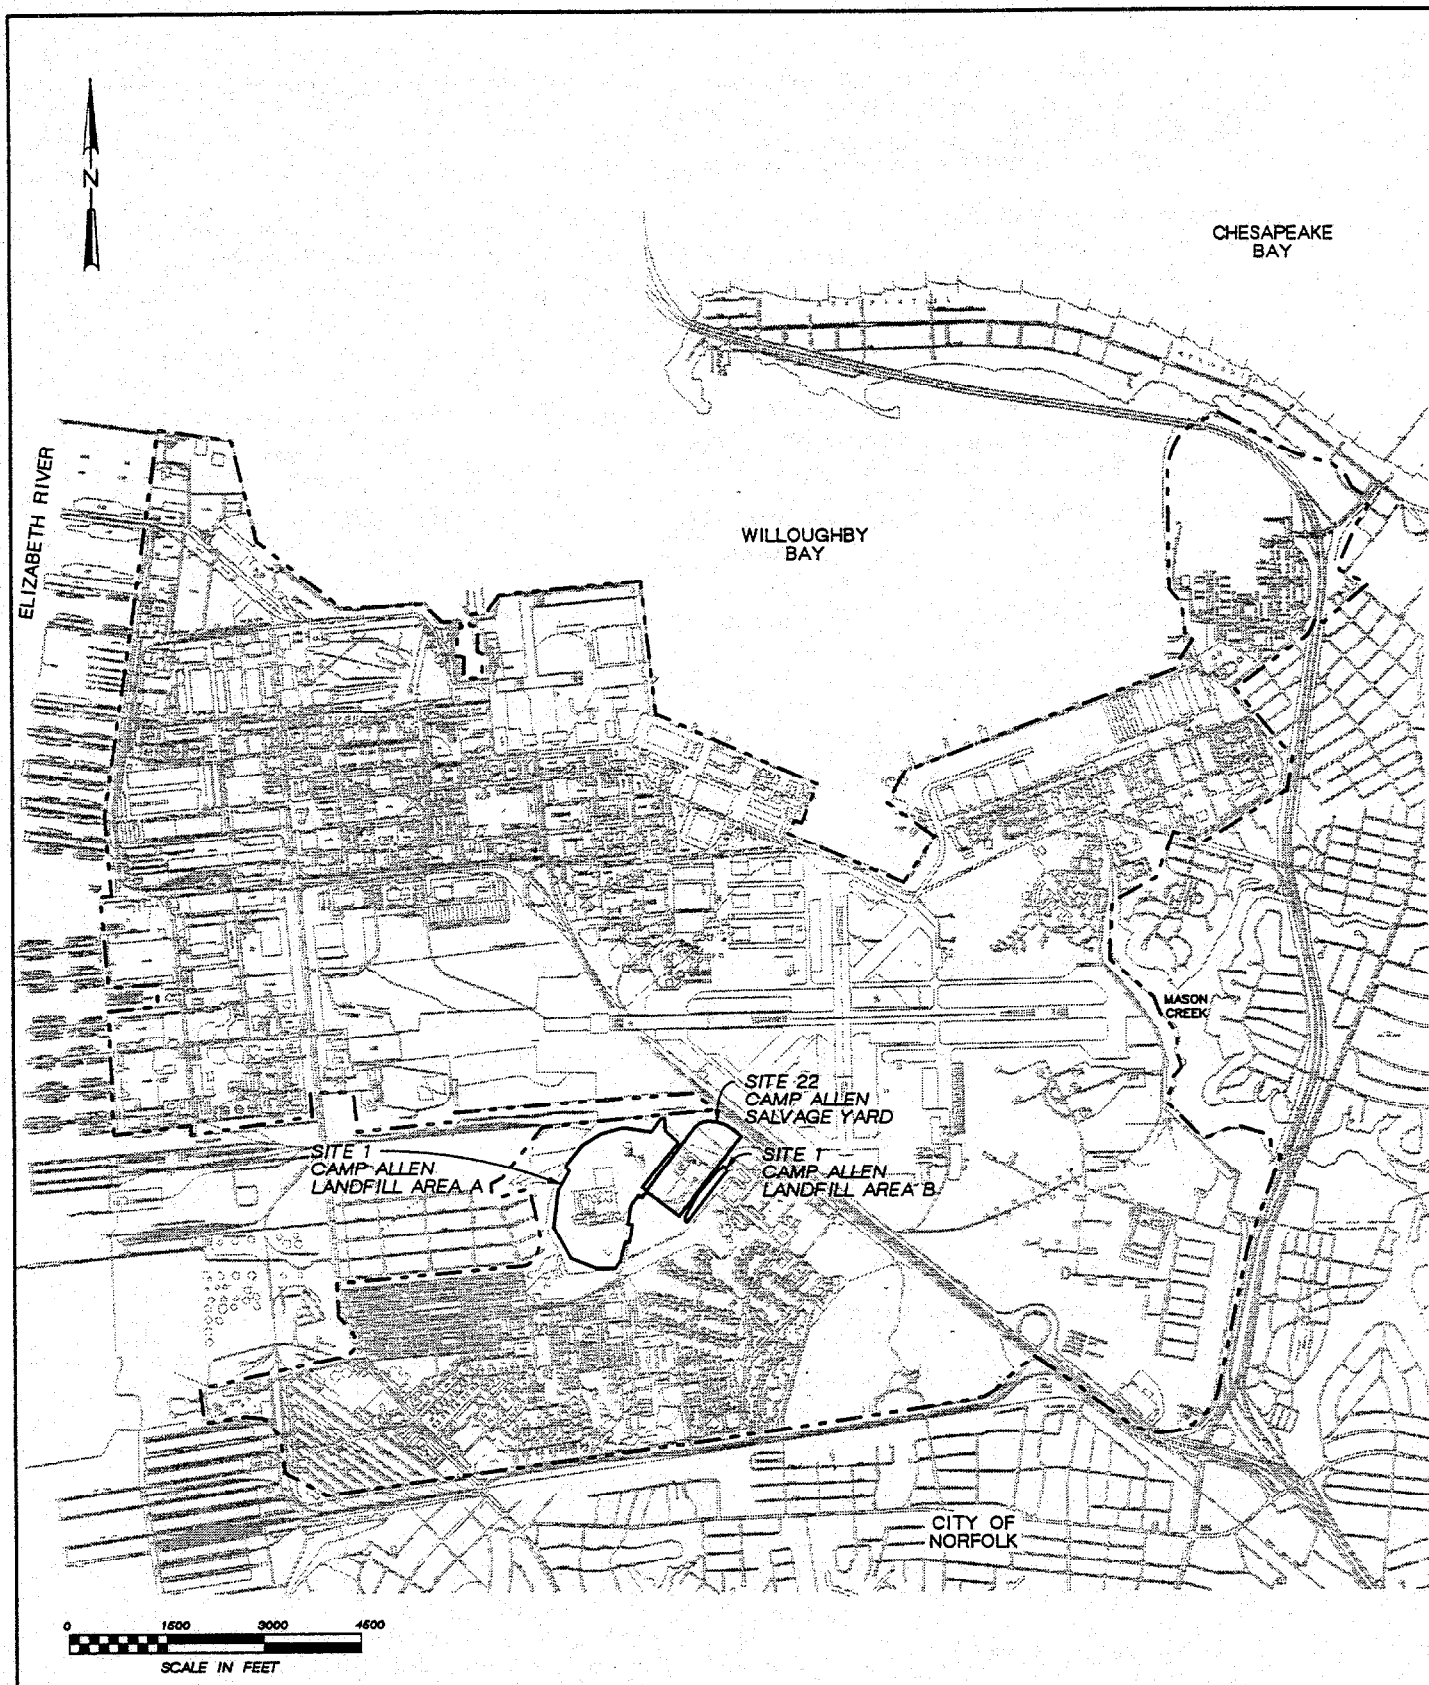 N
CHESAPEAKE
BAY
ELIZABETH RIVER
WILLOUGHBY
BAY
MASON
CREEK
SITE 22
CAMP ALLEN
SALVAGE YARD
SITE 1
CAMP ALLEN
LANDFILL AREA A
SITE 1
CAMP ALLEN
LANDFILL AREA B
CITY OF
NORFOLK
0 1500 3000 4500
SCALE IN FEET